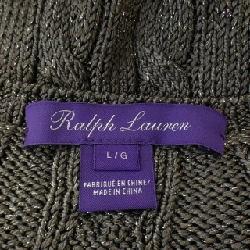 Ralph Lauren
L/G
FABRIQUÉ EN CHINE/
MADE IN CHINA